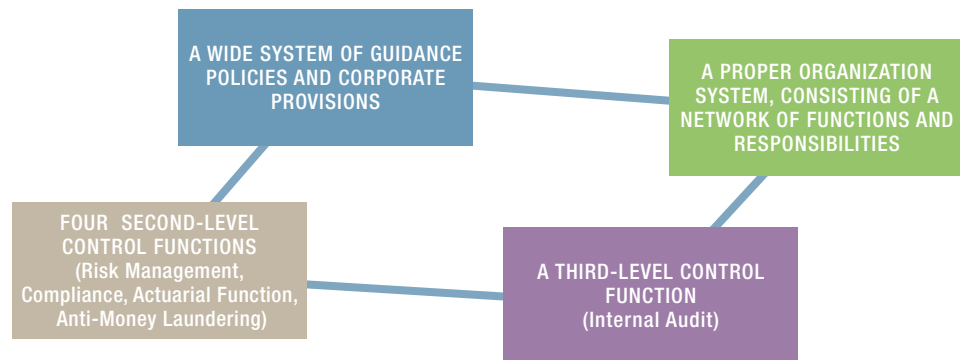 A WIDE SYSTEM OF GUIDANCE
POLICIES AND CORPORATE
PROVISIONS
A PROPER ORGANIZATION
SYSTEM, CONSISTING OF A
NETWORK OF FUNCTIONS AND
RESPONSIBILITIES
FOUR SECOND-LEVEL
CONTROL FUNCTIONS
(Risk Management,
Compliance, Actuarial Function,
Anti-Money Laundering)
A THIRD-LEVEL CONTROL
FUNCTION
(Internal Audit)